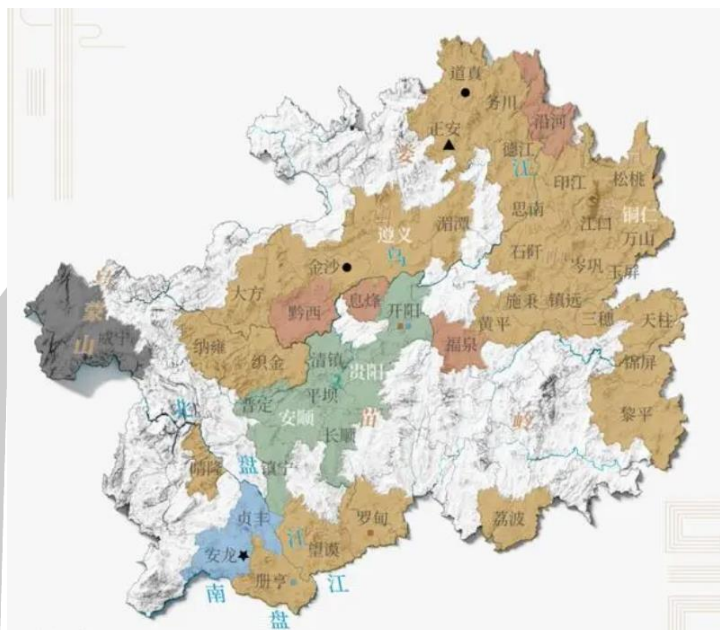 道真
务川
沿河
正安
娄
德江
江
印江
松桃
思南
铜仁
湄潭
江口
遵义
万山
乌
石阡
岑巩
玉屏
金沙
大方
息烽
黔西
开阳
施秉
镇远
三穗
天柱
黄平
山
蒙
威宁
纳雍
织金
清镇
福泉
锦屏
贵阳
平坝
普定
北
安顺
苗
岭
黎平
长顺
晴隆
盘
镇宁
贞丰
罗甸
荔波
江
望谟
安龙
册亨
南
江
盘